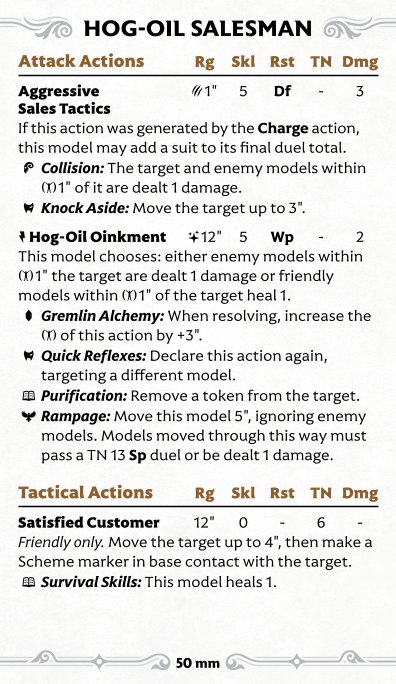 HOG-OIL SALESMAN
Attack Actions Rg Skl Rst TN Dmg
Aggressive 1" 5 Df - 3
Sales Tactics
If this action was generated by the Charge action,
this model may add a suit to its final duel total.
Collision: The target and enemy models within
1" of it are dealt 1 damage.
Knock Aside: Move the target up to 3".
Hog-Oil Oinkment 12" 5 Wp - 2
This model chooses: either enemy models within
1" the target are dealt 1 damage or friendly
models within 1" of the target heal 1.
Gremlin Alchemy: When resolving, increase the
of this action by +3".
Quick Reflexes: Declare this action again,
targeting a different model.
Purification: Remove a token from the target.
Rampage: Move this model 5", ignoring enemy
models. Models moved through this way must
pass a TN 13 Sp duel or be dealt 1 damage.
Tactical Actions Rg Skl Rst TN Dmg
Satisfied Customer 12" 0 - 6 -
Friendly only. Move the target up to 4", then make a
Scheme marker in base contact with the target.
Survival Skills: This model heals 1.
50 mm